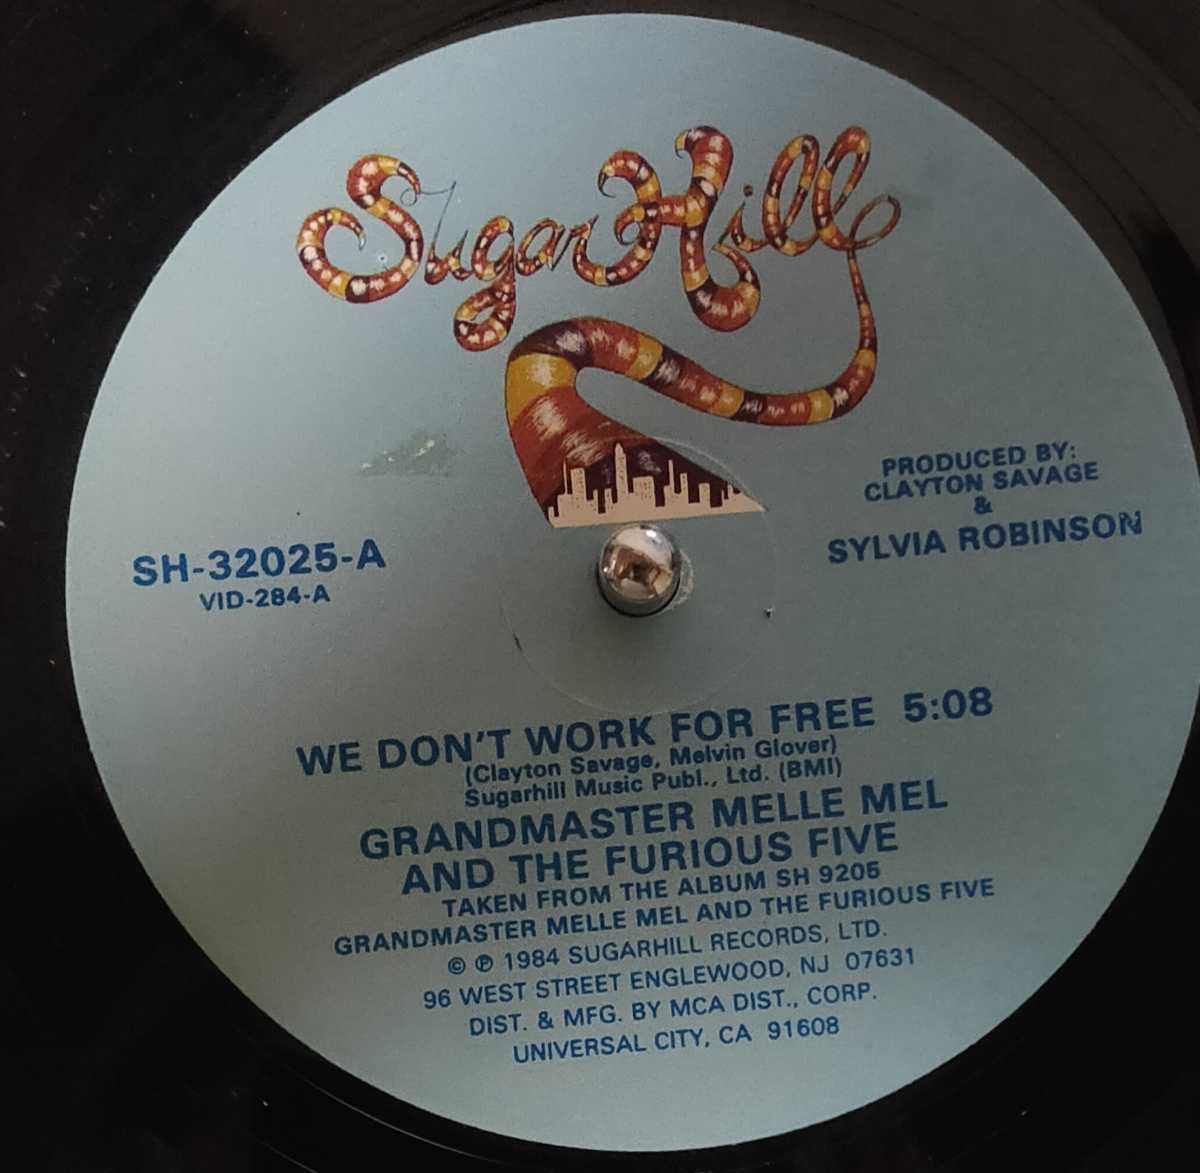 Sugar Hill
PRODUCED BY:
CLAYTON SAVAGE
&
SYLVIA ROBINSON
SH-32025-A
VID-284-A
WE DON'T WORK FOR FREE 5:08
(Clayton Savage, Melvin Glover)
Sugarhill Music Publ., Ltd. (BMI)
GRANDMASTER MELLE MEL
AND THE FURIOUS FIVE
TAKEN FROM THE ALBUM SH 9205
GRANDMASTER MELLE MEL AND THE FURIOUS FIVE
© ℗ 1984 SUGARHILL RECORDS, LTD.
96 WEST STREET ENGLEWOOD, NJ 07631
DIST. & MFG. BY MCA DIST., CORP.
UNIVERSAL CITY, CA 91608